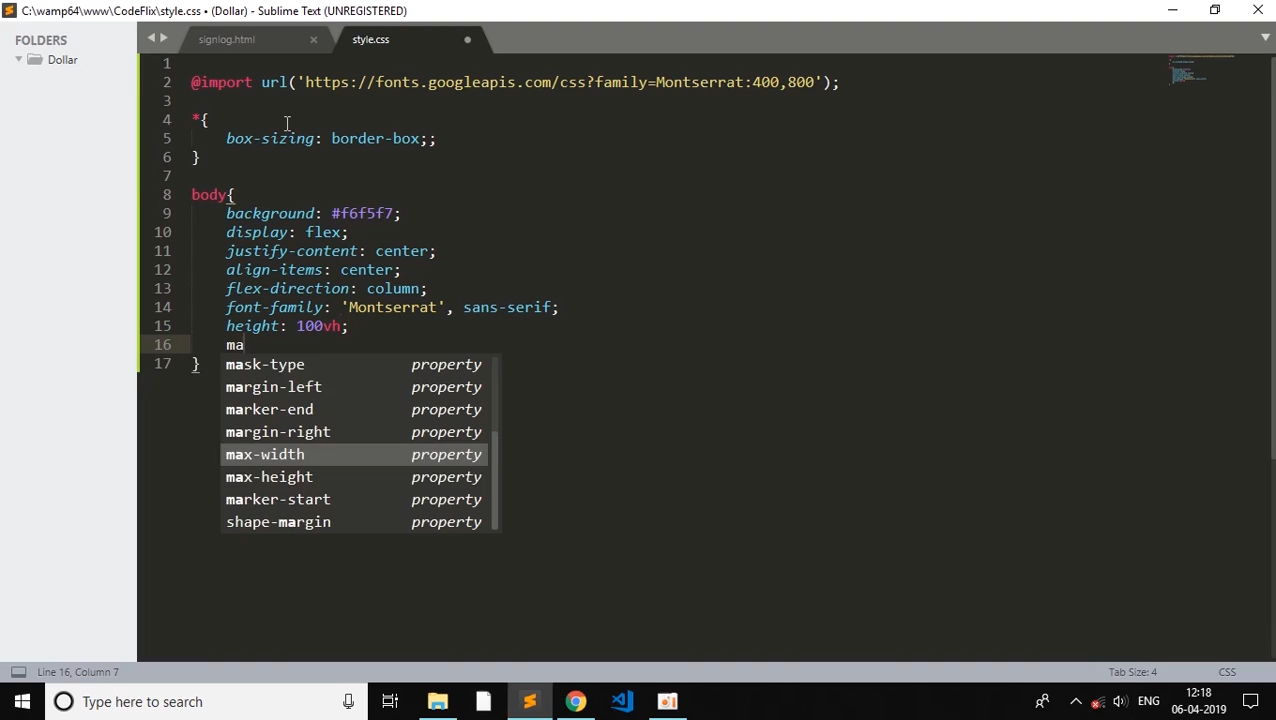 C:\wamp64\www\CodeFlix\style.css • (Dollar) - Sublime Text (UNREGISTERED)
FOLDERS
Dollar
signlog.html
style.css
1
2 @import url('https://fonts.googleapis.com/css?family=Montserrat:400,800');
3
4 *{
5 box-sizing: border-box;;
6 }
7
8 body{
9 background: #f6f5f7;
10 display: flex;
11 justify-content: center;
12 align-items: center;
13 flex-direction: column;
14 font-family: 'Montserrat', sans-serif;
15 height: 100vh;
16 ma
17 }
mask-type property
margin-left property
marker-end property
margin-right property
max-width property
max-height property
marker-start property
shape-margin property
Line 16, Column 7
Tab Size: 4
CSS
Type here to search
ENG
12:18
06-04-2019